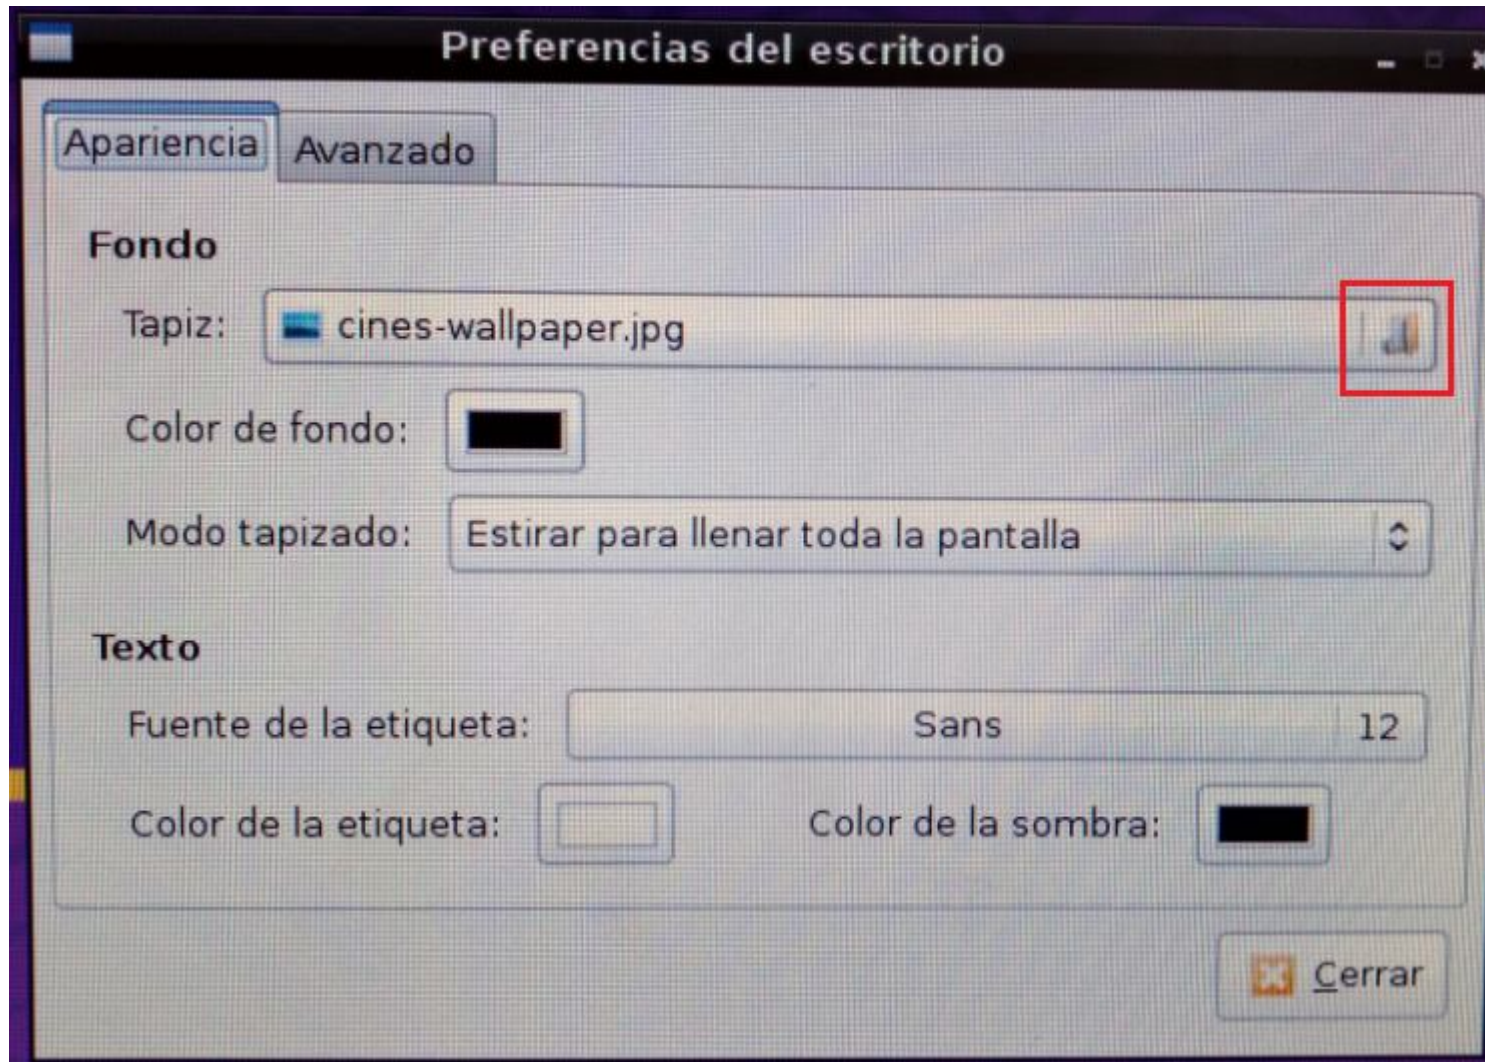 Preferencias del escritorio
Apariencia Avanzado
Fondo
Tapiz: cines-wallpaper.jpg
Color de fondo:
Modo tapizado: Estirar para llenar toda la pantalla
Texto
Fuente de la etiqueta: Sans 12
Color de la etiqueta: Color de la sombra:
Cerrar